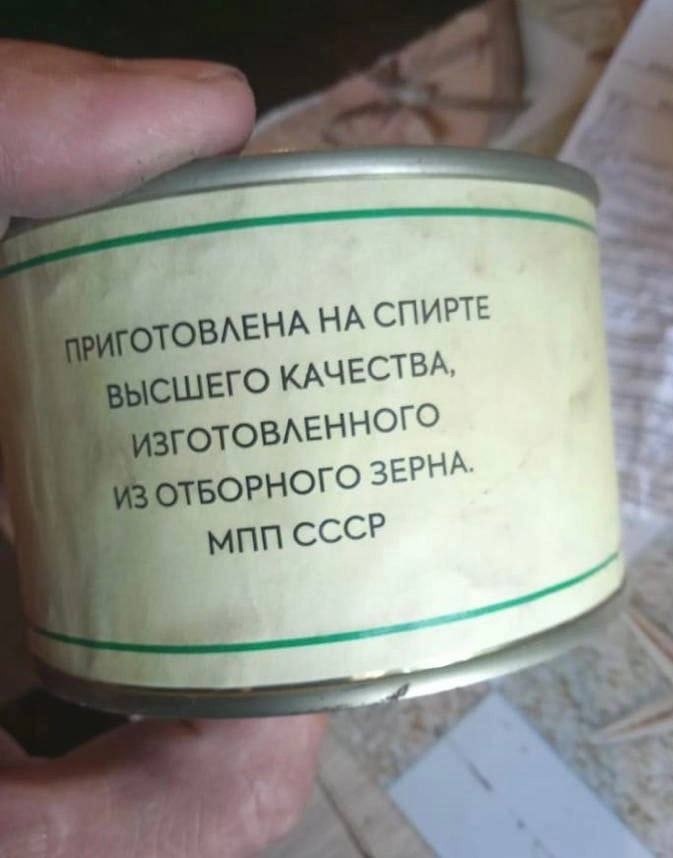 ПРИГОТОВЛЕНА НА СПИРТЕ
ВЫСШЕГО КАЧЕСТВА,
ИЗГОТОВЛЕННОГО
ИЗ ОТБОРНОГО ЗЕРНА.
МПП СССР